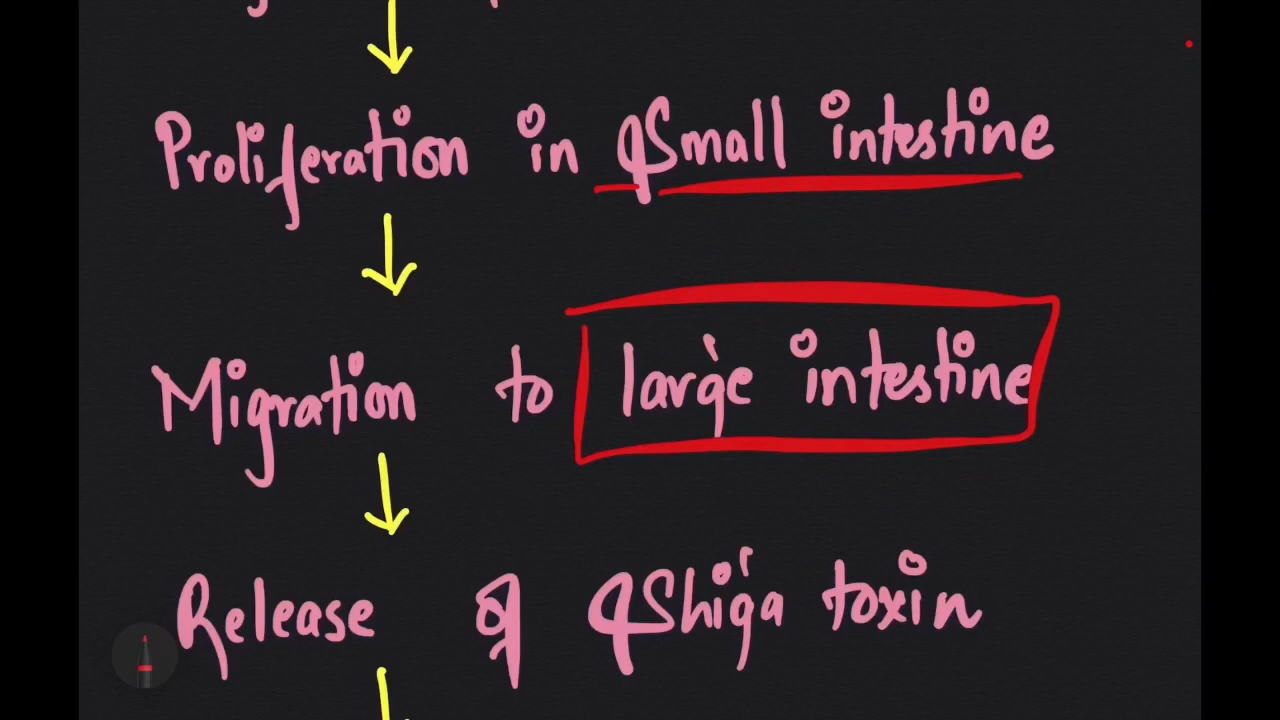 Proliferation in Small intestine
Migration to large intestine
Release of Shiga toxin